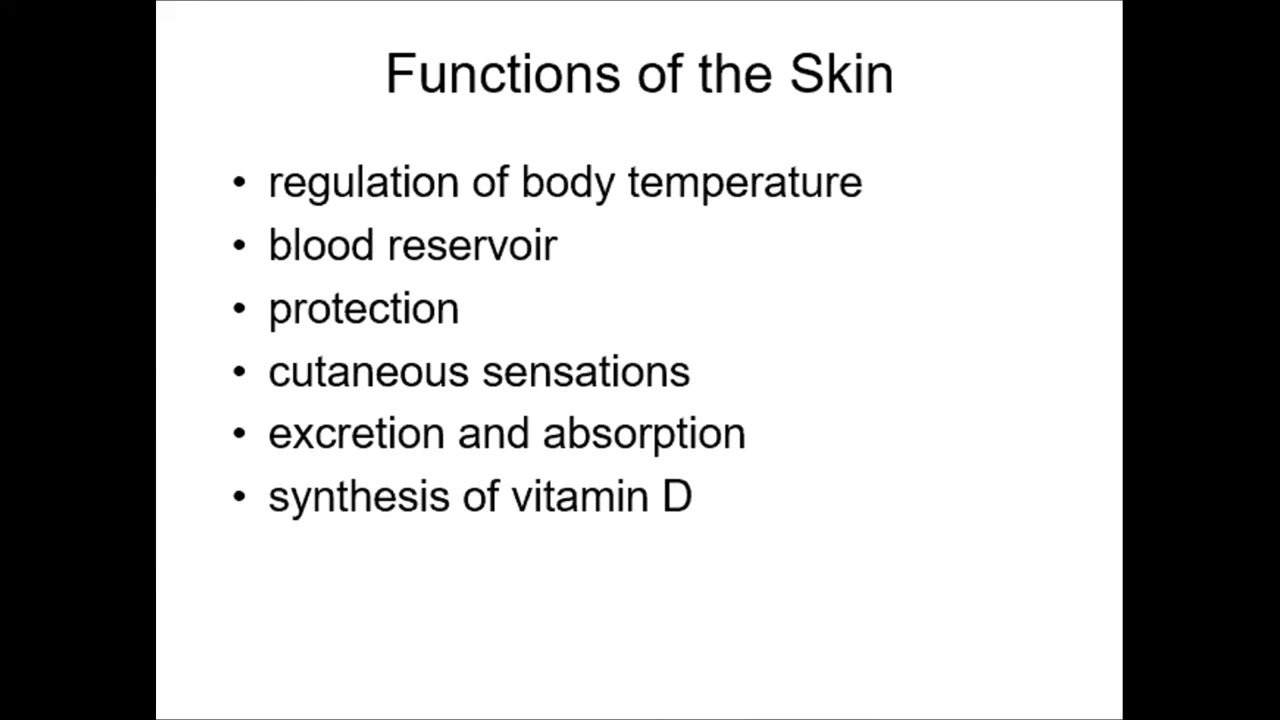 Functions of the Skin
• regulation of body temperature
• blood reservoir
• protection
• cutaneous sensations
• excretion and absorption
• synthesis of vitamin D